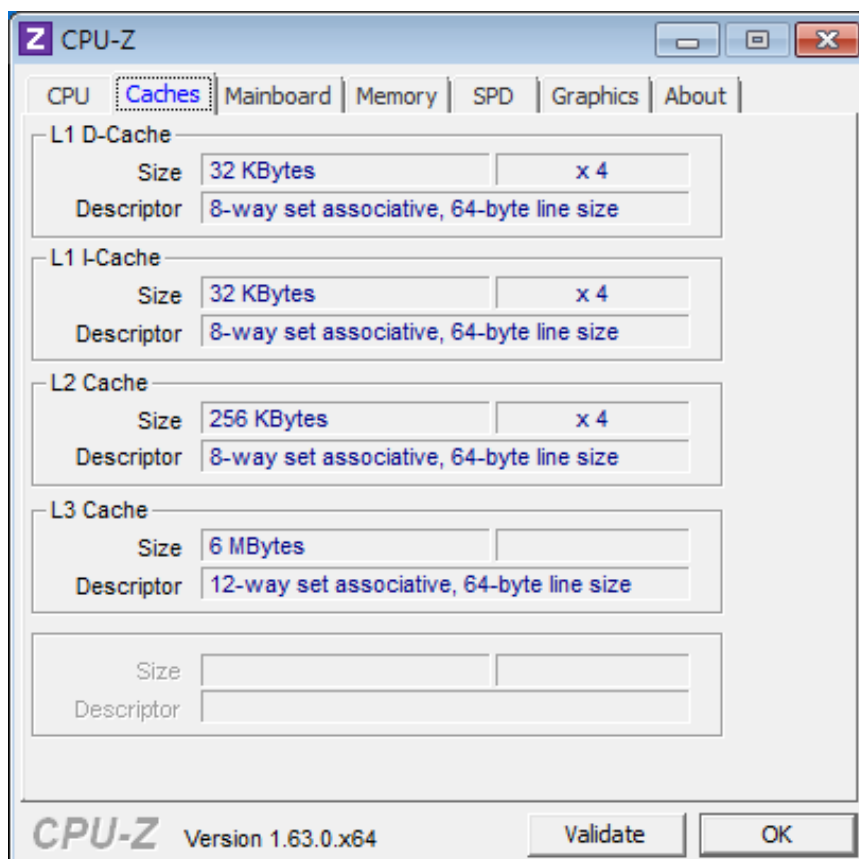 Z CPU-Z
CPU Caches Mainboard Memory SPD Graphics About
L1 D-Cache
Size 32 KBytes x 4
Descriptor 8-way set associative, 64-byte line size
L1 I-Cache
Size 32 KBytes x 4
Descriptor 8-way set associative, 64-byte line size
L2 Cache
Size 256 KBytes x 4
Descriptor 8-way set associative, 64-byte line size
L3 Cache
Size 6 MBytes
Descriptor 12-way set associative, 64-byte line size
Size
Descriptor
CPU-Z Version 1.63.0.x64 Validate OK